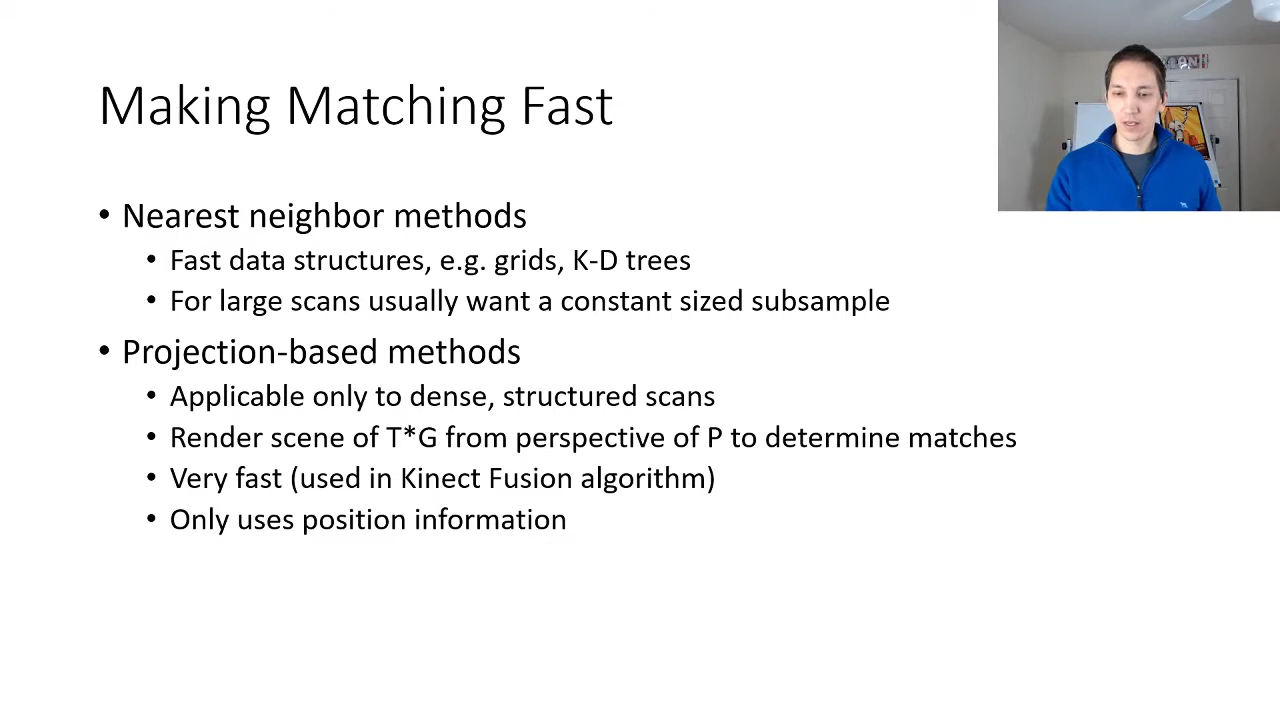 Making Matching Fast
• Nearest neighbor methods
• Fast data structures, e.g. grids, K-D trees
• For large scans usually want a constant sized subsample
• Projection-based methods
• Applicable only to dense, structured scans
• Render scene of T*G from perspective of P to determine matches
• Very fast (used in Kinect Fusion algorithm)
• Only uses position information